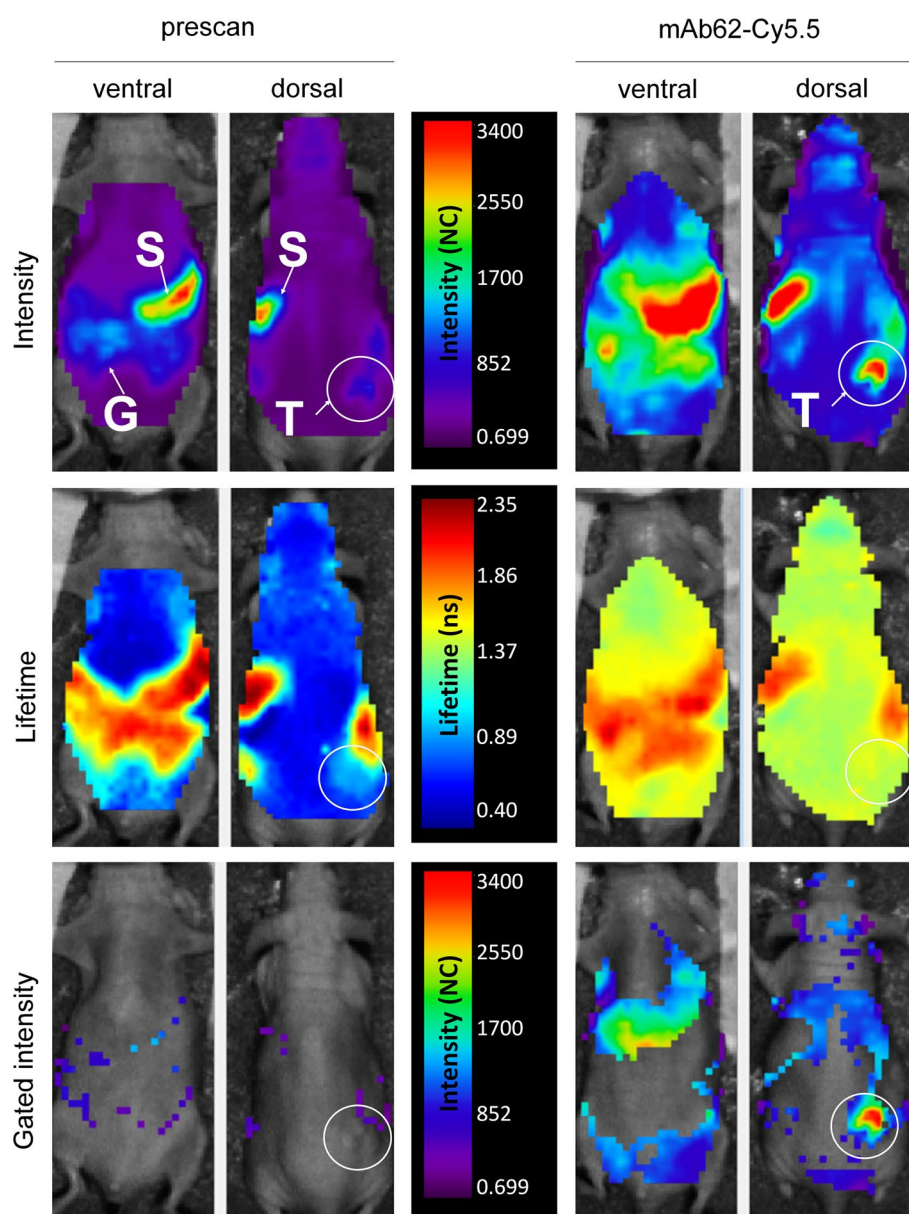 prescan
mAb62-Cy5.5
ventral
dorsal
ventral
dorsal
Intensity
S
S
G
T
3400
2550
1700
852
0.699
Intensity (NC)
T
Lifetime
2.35
1.86
1.37
0.89
0.40
Lifetime (ns)
Gated intensity
3400
2550
1700
852
0.699
Intensity (NC)